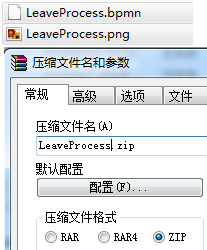 LeaveProcess.bpmn
LeaveProcess.png
压缩文件名和参数
常规 高级 选项 文件
压缩文件名(A)
LeaveProcess.zip
默认配置
配置(F)...
压缩文件格式
RAR RAR4 ZIP